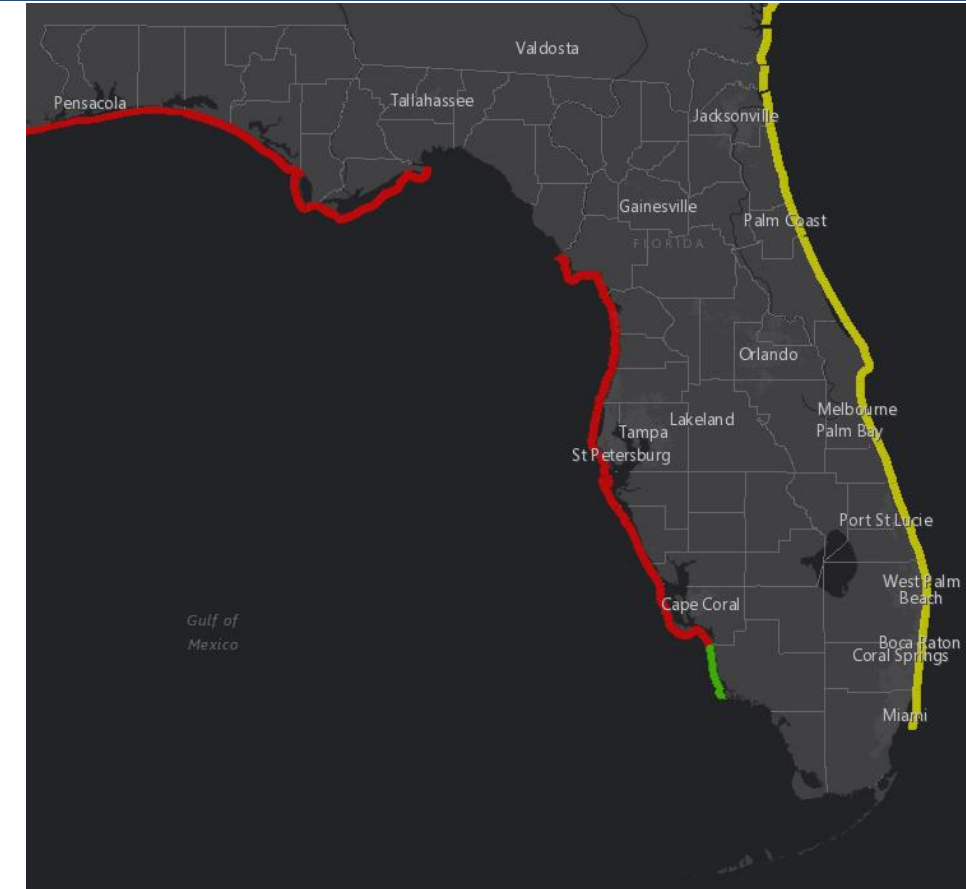 Valdosta
Pensacola
Tallahassee
Jacksonville
Gainesville
Palm Coast
FLORIDA
Orlando
Melbourne
Lakeland
Tampa
Palm Bay
St Petersburg
Port St Lucie
West Palm
Beach
Cape Coral
Gulf of
Mexico
Boca Raton
Coral Springs
Miami